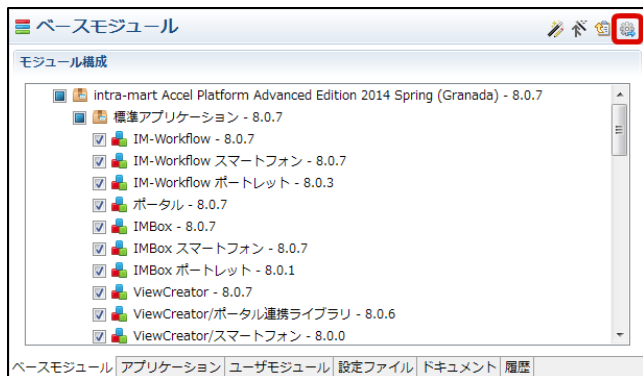 ベースモジュール
モジュール構成
intra-mart Accel Platform Advanced Edition 2014 Spring (Granada) - 8.0.7
標準アプリケーション - 8.0.7
IM-Workflow - 8.0.7
IM-Workflow スマートフォン - 8.0.7
IM-Workflow ポートレット - 8.0.3
ポータル - 8.0.7
IMBox - 8.0.7
IMBox スマートフォン - 8.0.7
IMBox ポートレット - 8.0.1
ViewCreator - 8.0.7
ViewCreator/ポータル連携ライブラリ - 8.0.6
ViewCreator/スマートフォン - 8.0.0
ベースモジュール アプリケーション ユーザモジュール 設定ファイル ドキュメント 履歴